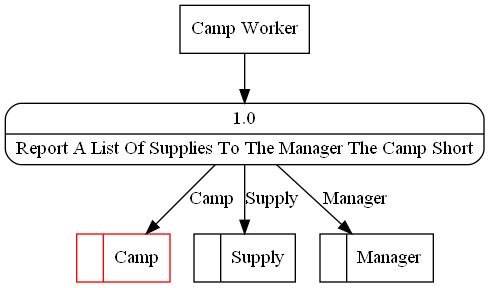 Camp Worker
1.0
Report A List Of Supplies To The Manager The Camp Short
Camp Supply Manager
Camp Supply Manager